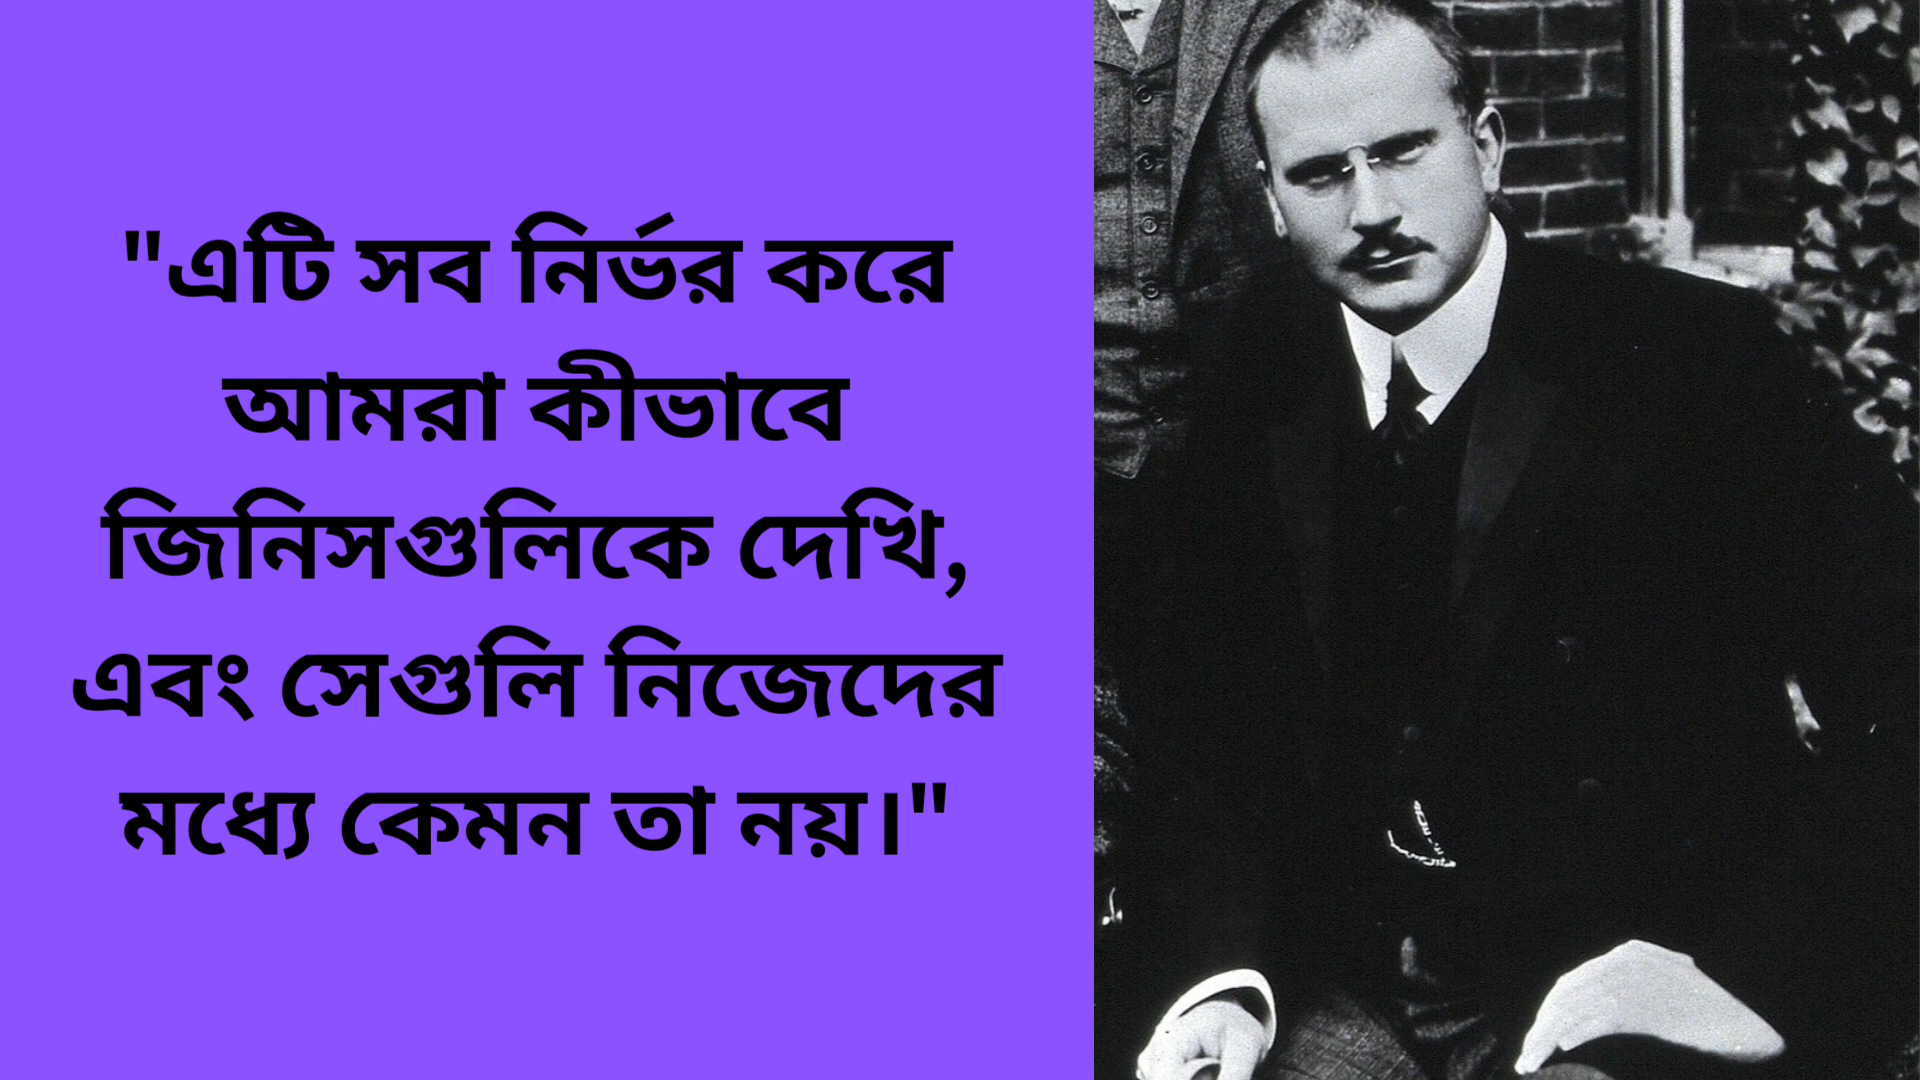 "এটি সব নির্ভর করে
আমরা কীভাবে
জিনিসগুলিকে দেখি,
এবং সেগুলি নিজেদের
মধ্যে কেমন তা নয়।"